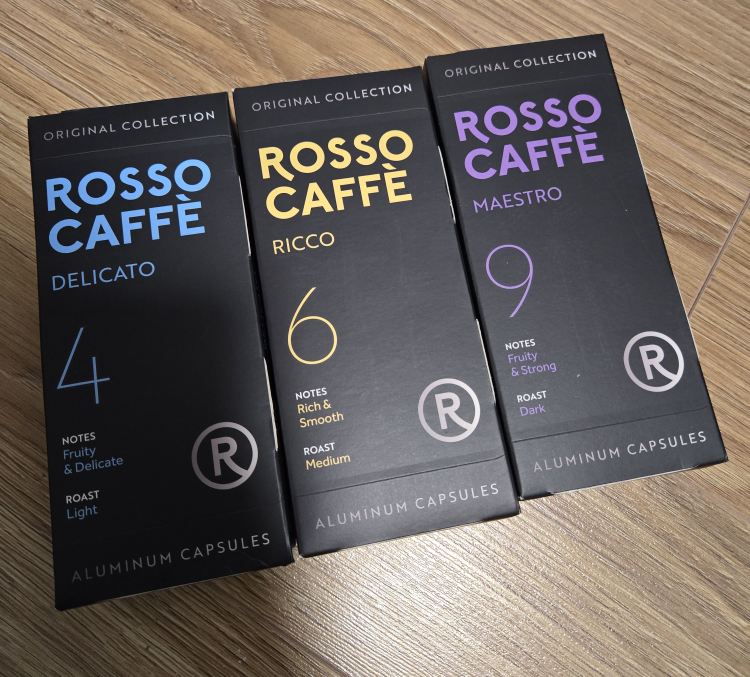 ORIGINAL COLLECTION
ROSSO
CAFFÈ
DELICATO
4
NOTES
Fruity
& Delicate
ROAST
Light
R
ALUMINUM CAPSULES
ORIGINAL COLLECTION
ROSSO
CAFFÈ
RICCO
6
NOTES
Rich &
Smooth
ROAST
Medium
R
ALUMINUM CAPSULES
ORIGINAL COLLECTION
ROSSO
CAFFÈ
MAESTRO
9
NOTES
Fruity
& Strong
ROAST
Dark
R
ALUMINUM CAPSULES